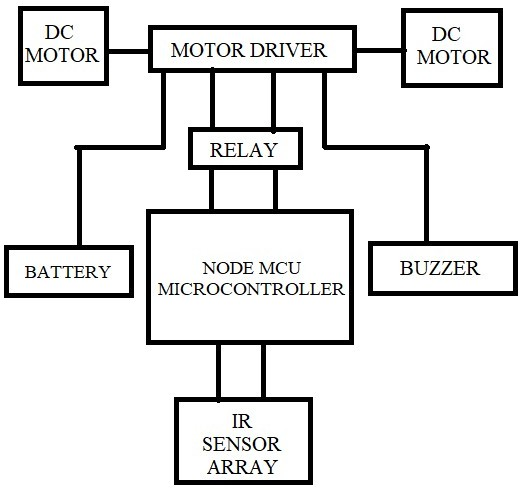 DC
MOTOR
MOTOR DRIVER
DC
MOTOR
RELAY
BATTERY
NODE MCU
MICROCONTROLLER
BUZZER
IR
SENSOR
ARRAY